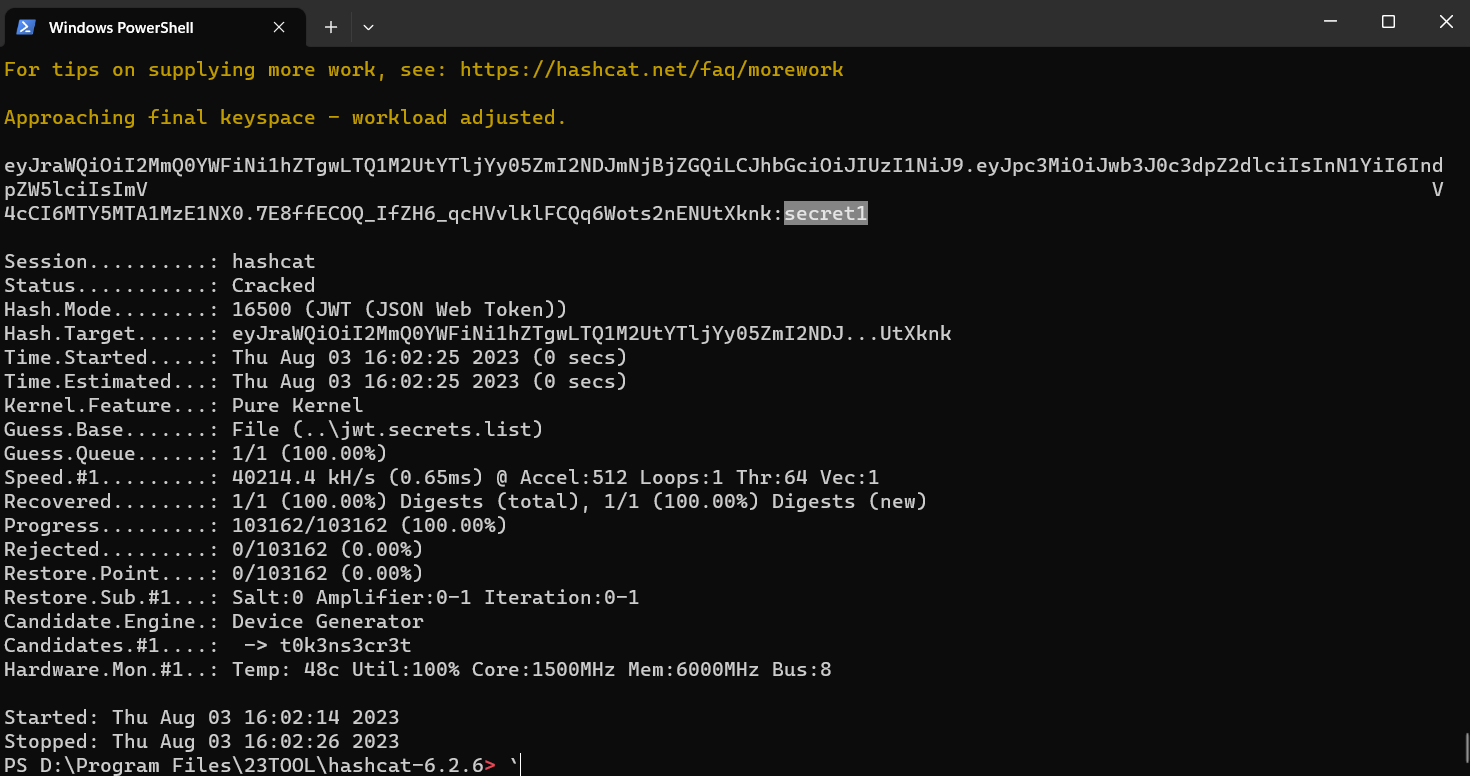 Windows PowerShell
For tips on supplying more work, see: https://hashcat.net/faq/morework
Approaching final keyspace - workload adjusted.
eyJraWQiOiI2MmQ0YWFiNi1hZTgwLTQ1M2UtYTljYy05ZmI2NDJmNjBjZGQiLCJhbGciOiJIUzI1NiJ9.eyJpc3MiOiJwb3J0c3dpZ2dlciIsInN1YiI6Ind
pZW5lciIsImV V
4cCI6MTY5MTA1MzE1NX0.7E8ffECOQ_IfZH6_qcHVvlklFCQq6Wots2nENUtXknk:secret1
Session..........: hashcat
Status...........: Cracked
Hash.Mode........: 16500 (JWT (JSON Web Token))
Hash.Target......: eyJraWQiOiI2MmQ0YWFiNi1hZTgwLTQ1M2UtYTljYy05ZmI2NDJ...UtXknk
Time.Started.....: Thu Aug 03 16:02:25 2023 (0 secs)
Time.Estimated...: Thu Aug 03 16:02:25 2023 (0 secs)
Kernel.Feature...: Pure Kernel
Guess.Base.......: File (..\jwt.secrets.list)
Guess.Queue......: 1/1 (100.00%)
Speed.#1.........: 40214.4 kH/s (0.65ms) @ Accel:512 Loops:1 Thr:64 Vec:1
Recovered........: 1/1 (100.00%) Digests (total), 1/1 (100.00%) Digests (new)
Progress.........: 103162/103162 (100.00%)
Rejected.........: 0/103162 (0.00%)
Restore.Point....: 0/103162 (0.00%)
Restore.Sub.#1...: Salt:0 Amplifier:0-1 Iteration:0-1
Candidate.Engine.: Device Generator
Candidates.#1....:  -> t0k3ns3cr3t
Hardware.Mon.#1..: Temp: 48c Util:100% Core:1500MHz Mem:6000MHz Bus:8
Started: Thu Aug 03 16:02:14 2023
Stopped: Thu Aug 03 16:02:26 2023
PS D:\Program Files\23TOOL\hashcat-6.2.6> `